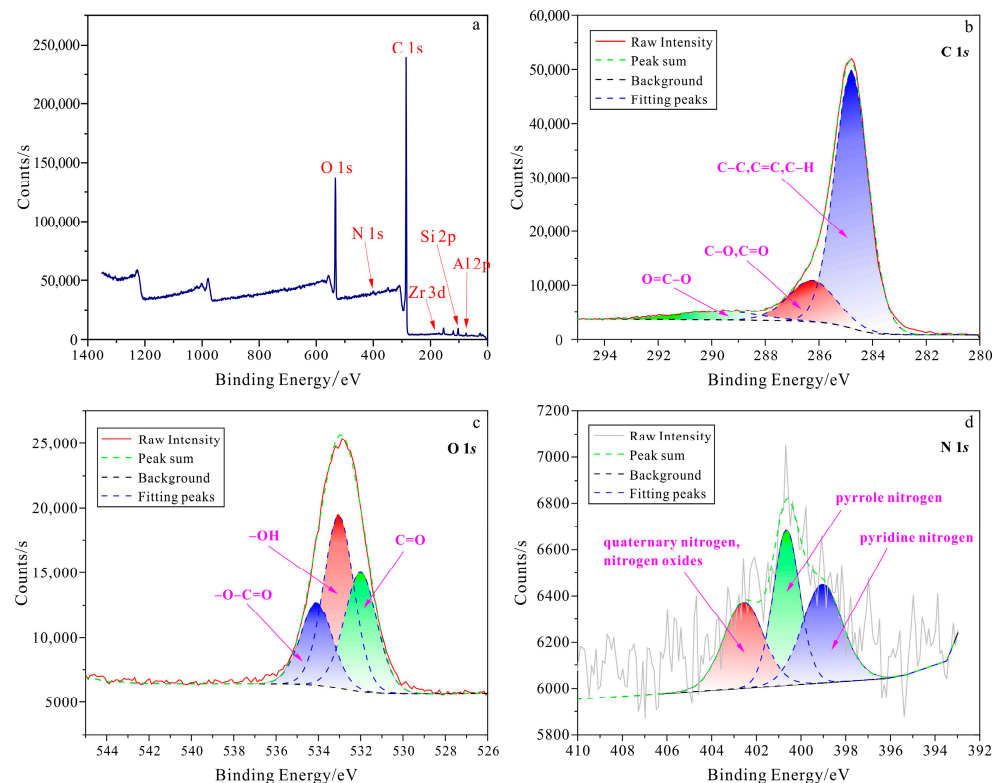 a
250,000
200,000
150,000
100,000
50,000
0
Counts/s
C 1s
O 1s
N 1s
Si 2p
Al 2p
Zr 3d
1400 1200 1000 800 600 400 200 0
Binding Energy/eV
b
C 1s
60,000
50,000
40,000
30,000
20,000
10,000
0
Counts/s
Raw Intensity
Peak sum
Background
Fitting peaks
C–C,C=C,C–H
C–O,C=O
O=C–O
294 292 290 288 286 284 282 280
Binding Energy/eV
c
O 1s
25,000
20,000
15,000
10,000
5000
Counts/s
Raw Intensity
Peak sum
Background
Fitting peaks
–OH
C=O
–O–C=O
544 542 540 538 536 534 532 530 528 526
Binding Energy/eV
d
N 1s
7200
7000
6800
6600
6400
6200
6000
5800
Counts/s
Raw Intensity
Peak sum
Background
Fitting peaks
pyrrole nitrogen
quaternary nitrogen,
nitrogen oxides
pyridine nitrogen
410 408 406 404 402 400 398 396 394 392
Binding Energy/eV